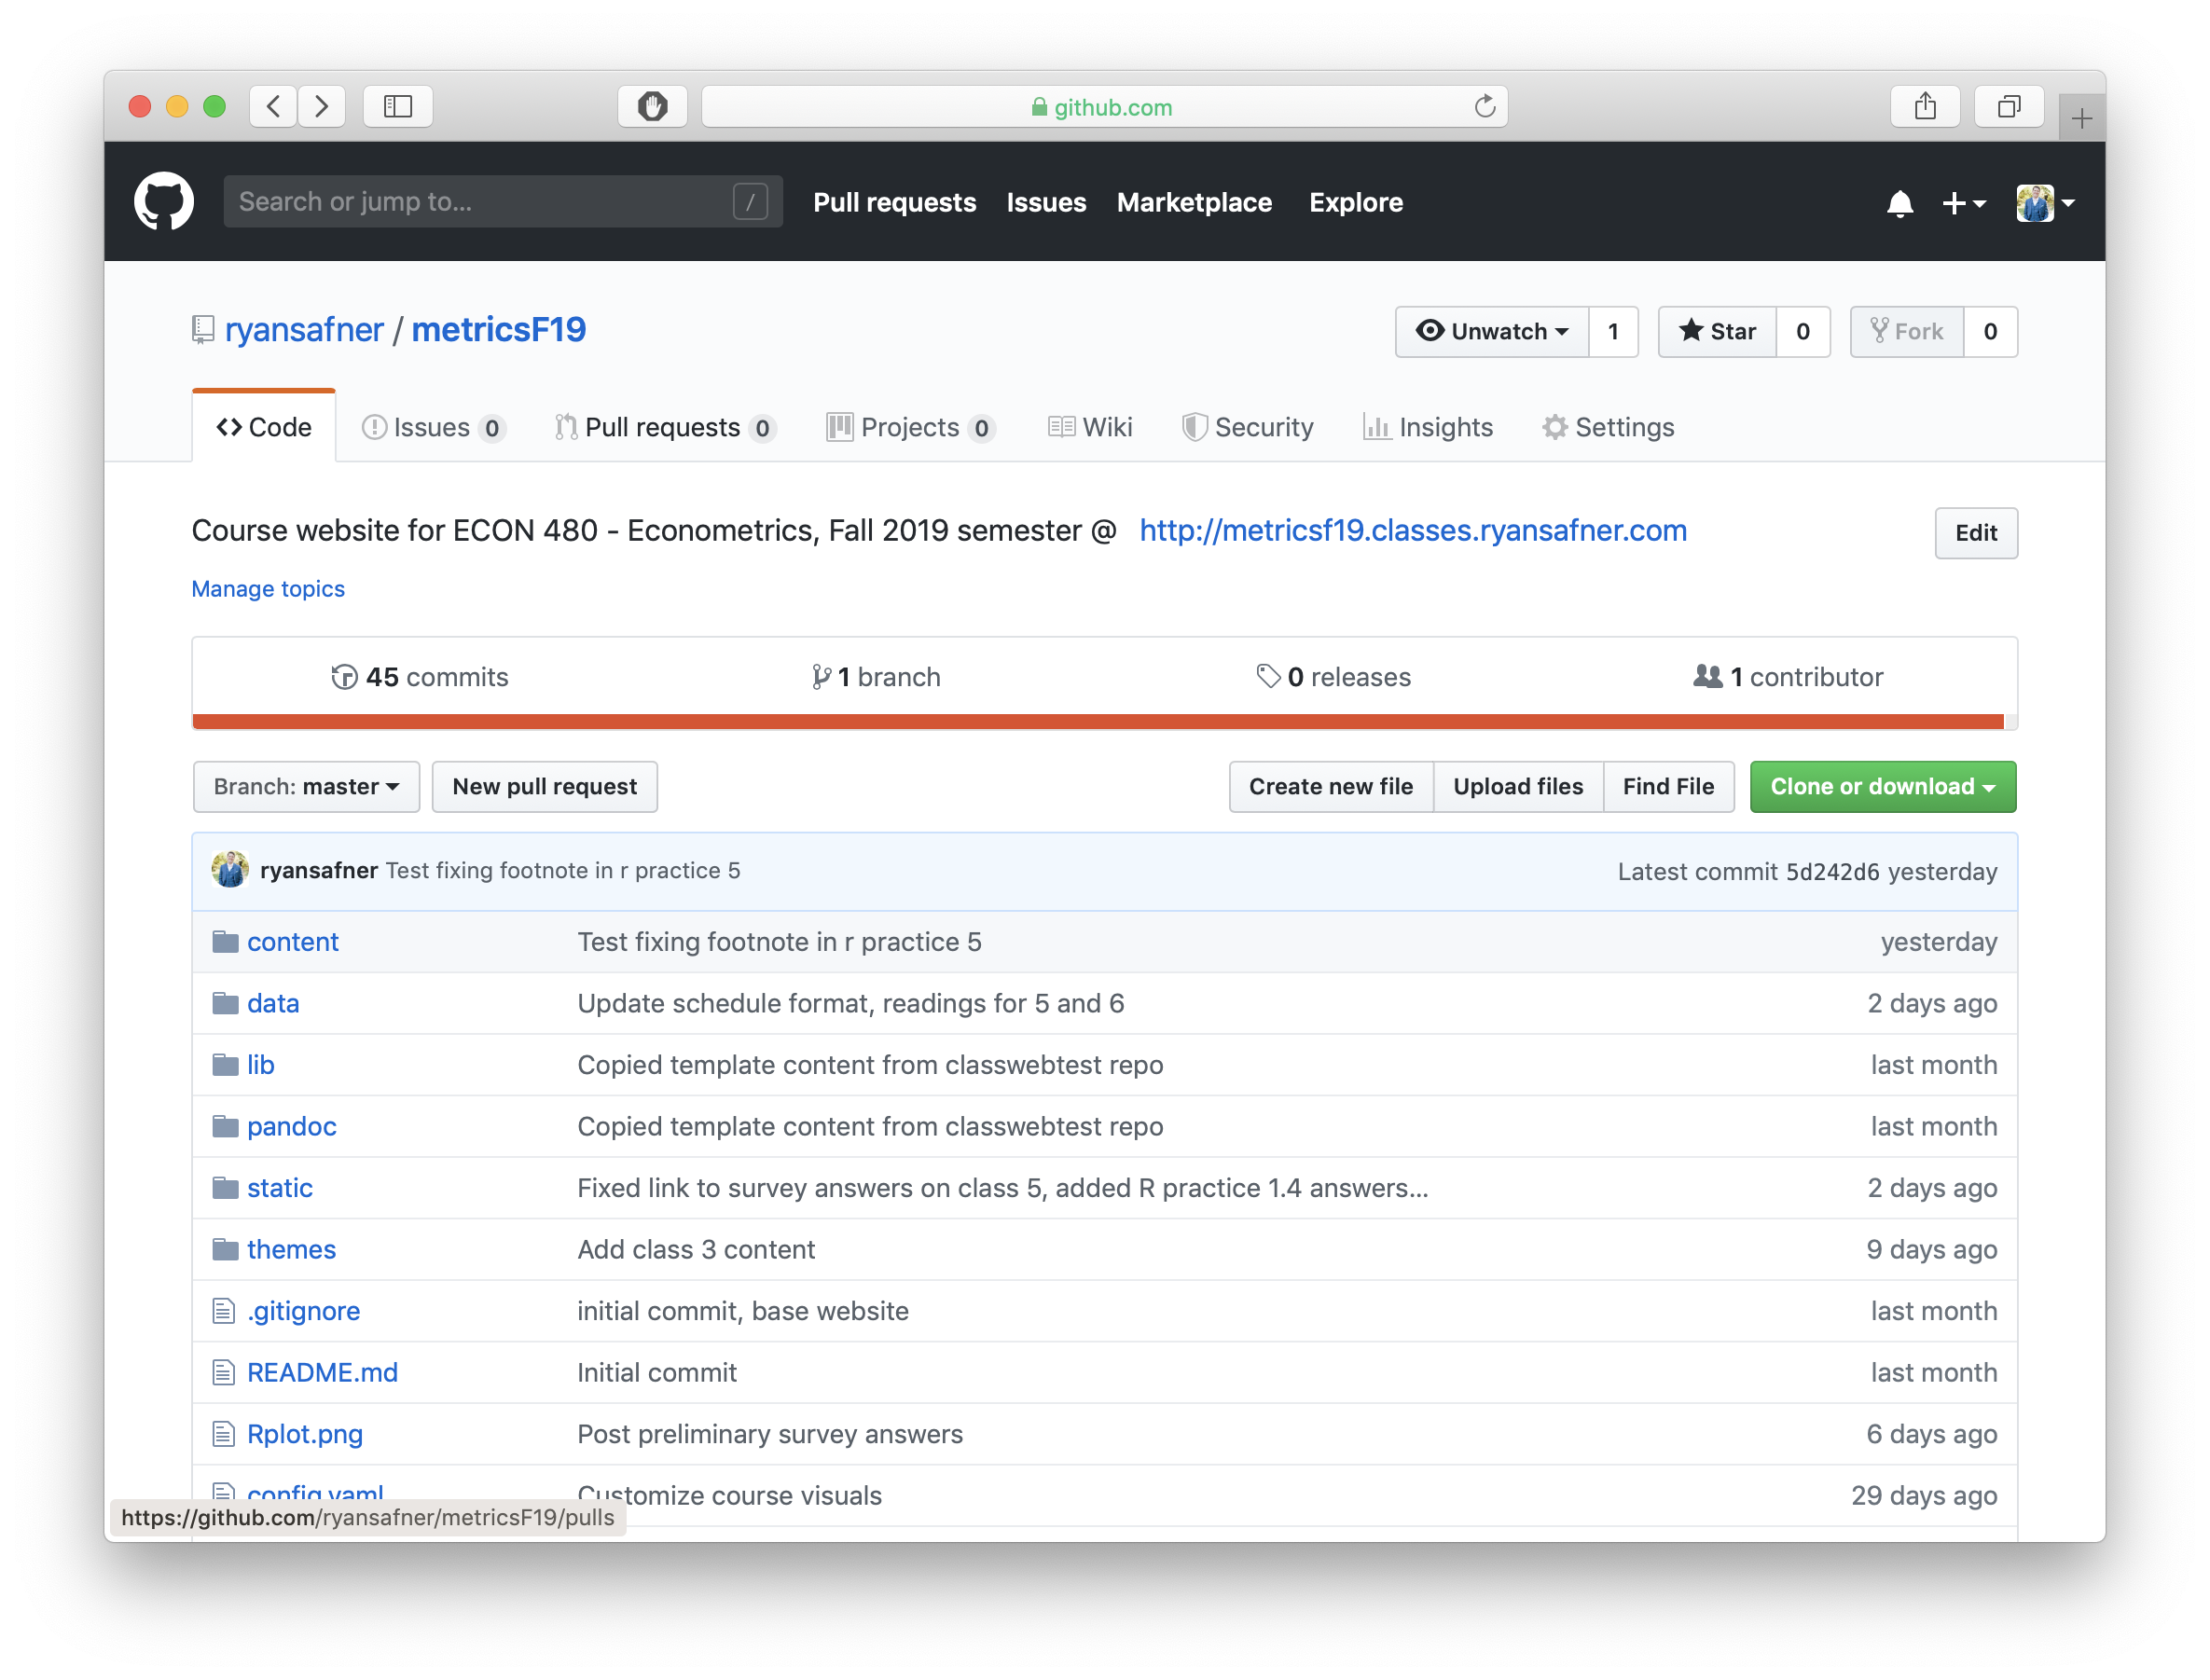 github.com
Search or jump to... /
Pull requests Issues Marketplace Explore
ryansafner / metricsF19
Unwatch 1 Star 0 Fork 0
Code Issues 0 Pull requests 0 Projects 0 Wiki Security Insights Settings
Course website for ECON 480 - Econometrics, Fall 2019 semester @ http://metricsf19.classes.ryansafner.com Edit
Manage topics
45 commits 1 branch 0 releases 1 contributor
Branch: master New pull request Create new file Upload files Find File Clone or download
ryansafner Test fixing footnote in r practice 5 Latest commit 5d242d6 yesterday
content Test fixing footnote in r practice 5 yesterday
data Update schedule format, readings for 5 and 6 2 days ago
lib Copied template content from classwebtest repo last month
pandoc Copied template content from classwebtest repo last month
static Fixed link to survey answers on class 5, added R practice 1.4 answers... 2 days ago
themes Add class 3 content 9 days ago
.gitignore initial commit, base website last month
README.md Initial commit last month
Rplot.png Post preliminary survey answers 6 days ago
config.yaml Customize course visuals 29 days ago
https://github.com/ryansafner/metricsF19/pulls